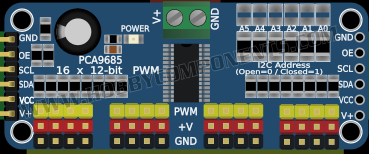 V+
GND
POWER
A5 A4 A3 A2 A1 A0
GND
OE
SCL
SDA
VCC
V+
PCA9685
16 x 12-bit PWM
I2C Address
(Open=0 / Closed=1)
GND
OE
SCL
SDA
VCC
V+
PWM
+V
GND